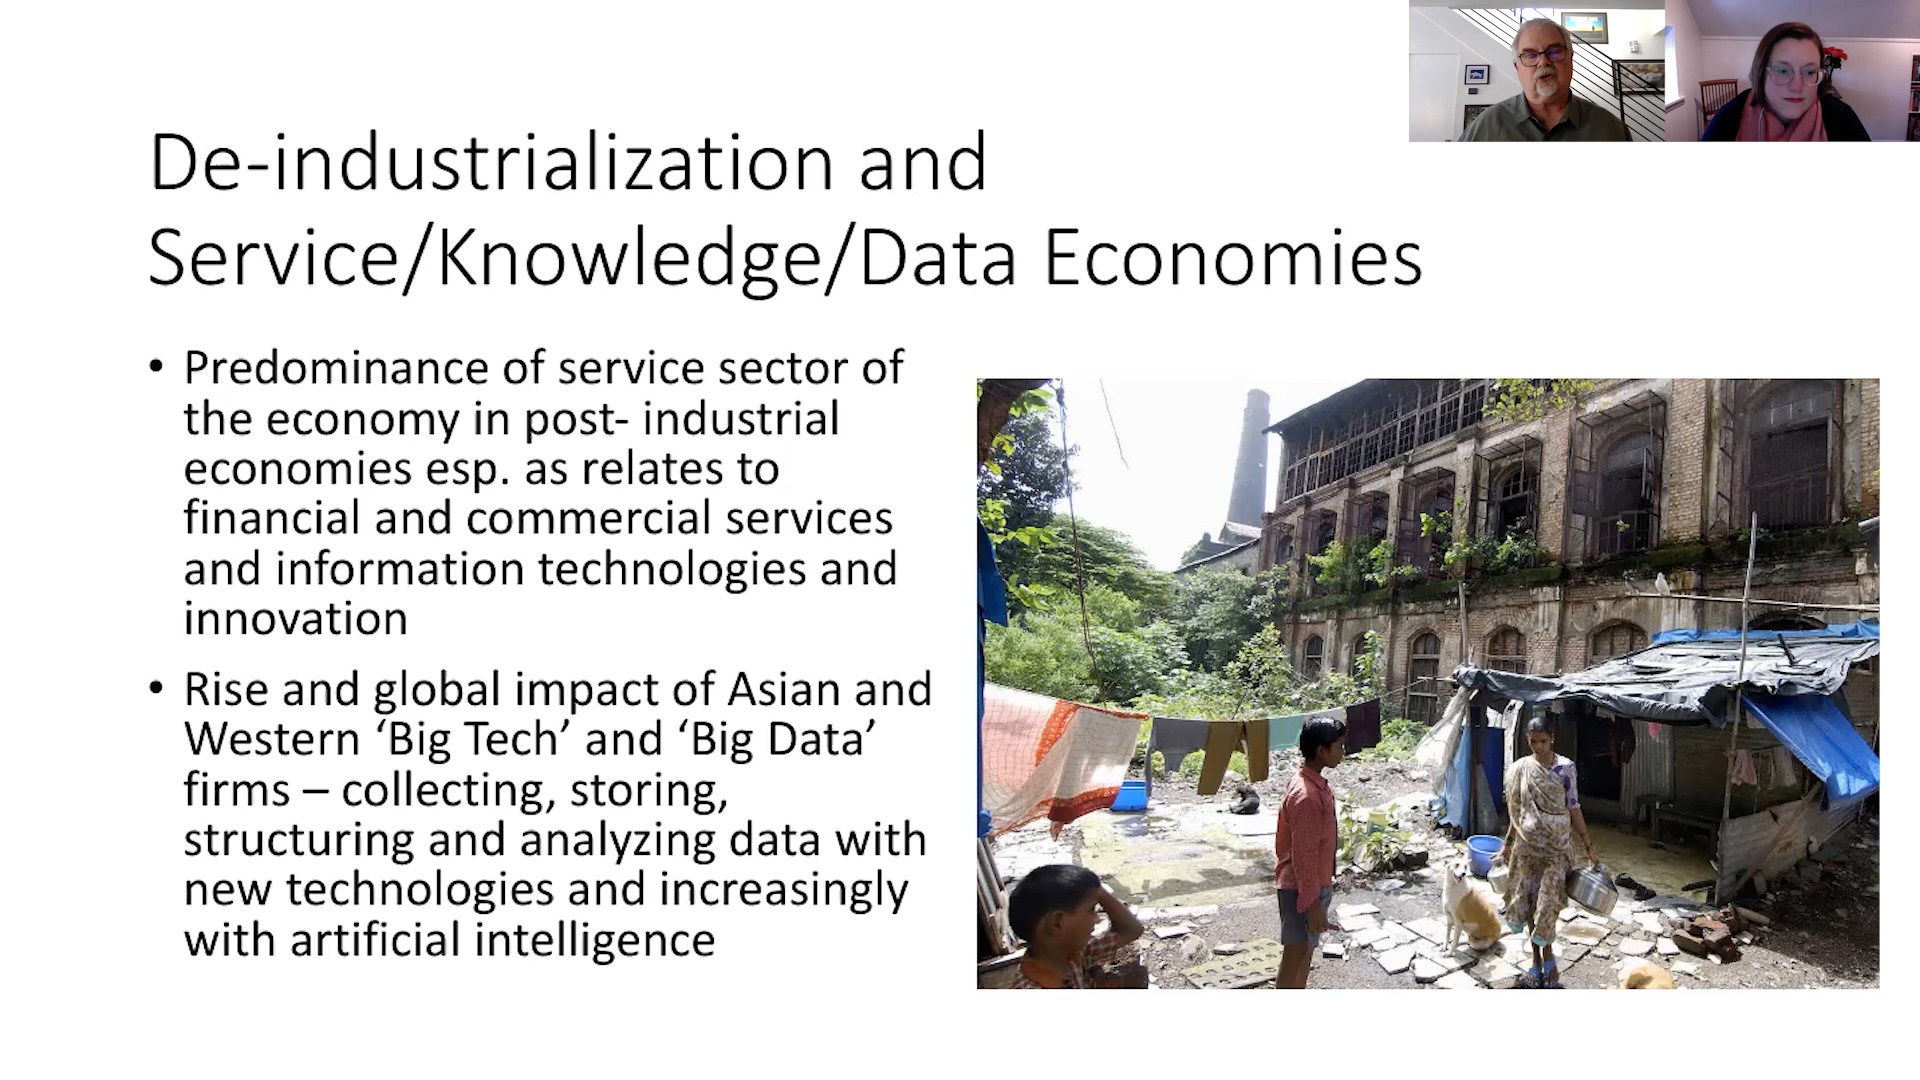 De-industrialization and
Service/Knowledge/Data Economies
• Predominance of service sector of
the economy in post- industrial
economies esp. as relates to
financial and commercial services
and information technologies and
innovation
• Rise and global impact of Asian and
Western ‘Big Tech’ and ‘Big Data’
firms – collecting, storing,
structuring and analyzing data with
new technologies and increasingly
with artificial intelligence